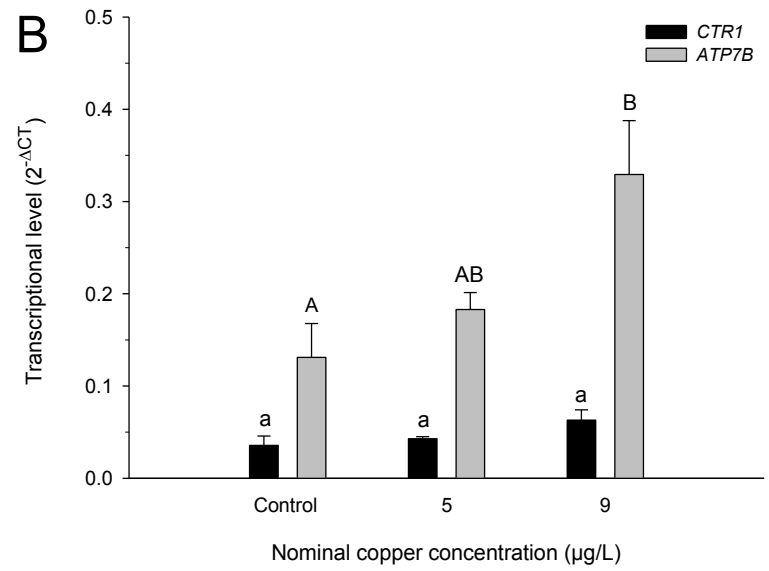 B
CTR1
ATP7B
Transcriptional level (2-ΔCT)
0.5
0.4
0.3
0.2
0.1
0.0
a
A
a
AB
a
B
Control
5
9
Nominal copper concentration (µg/L)